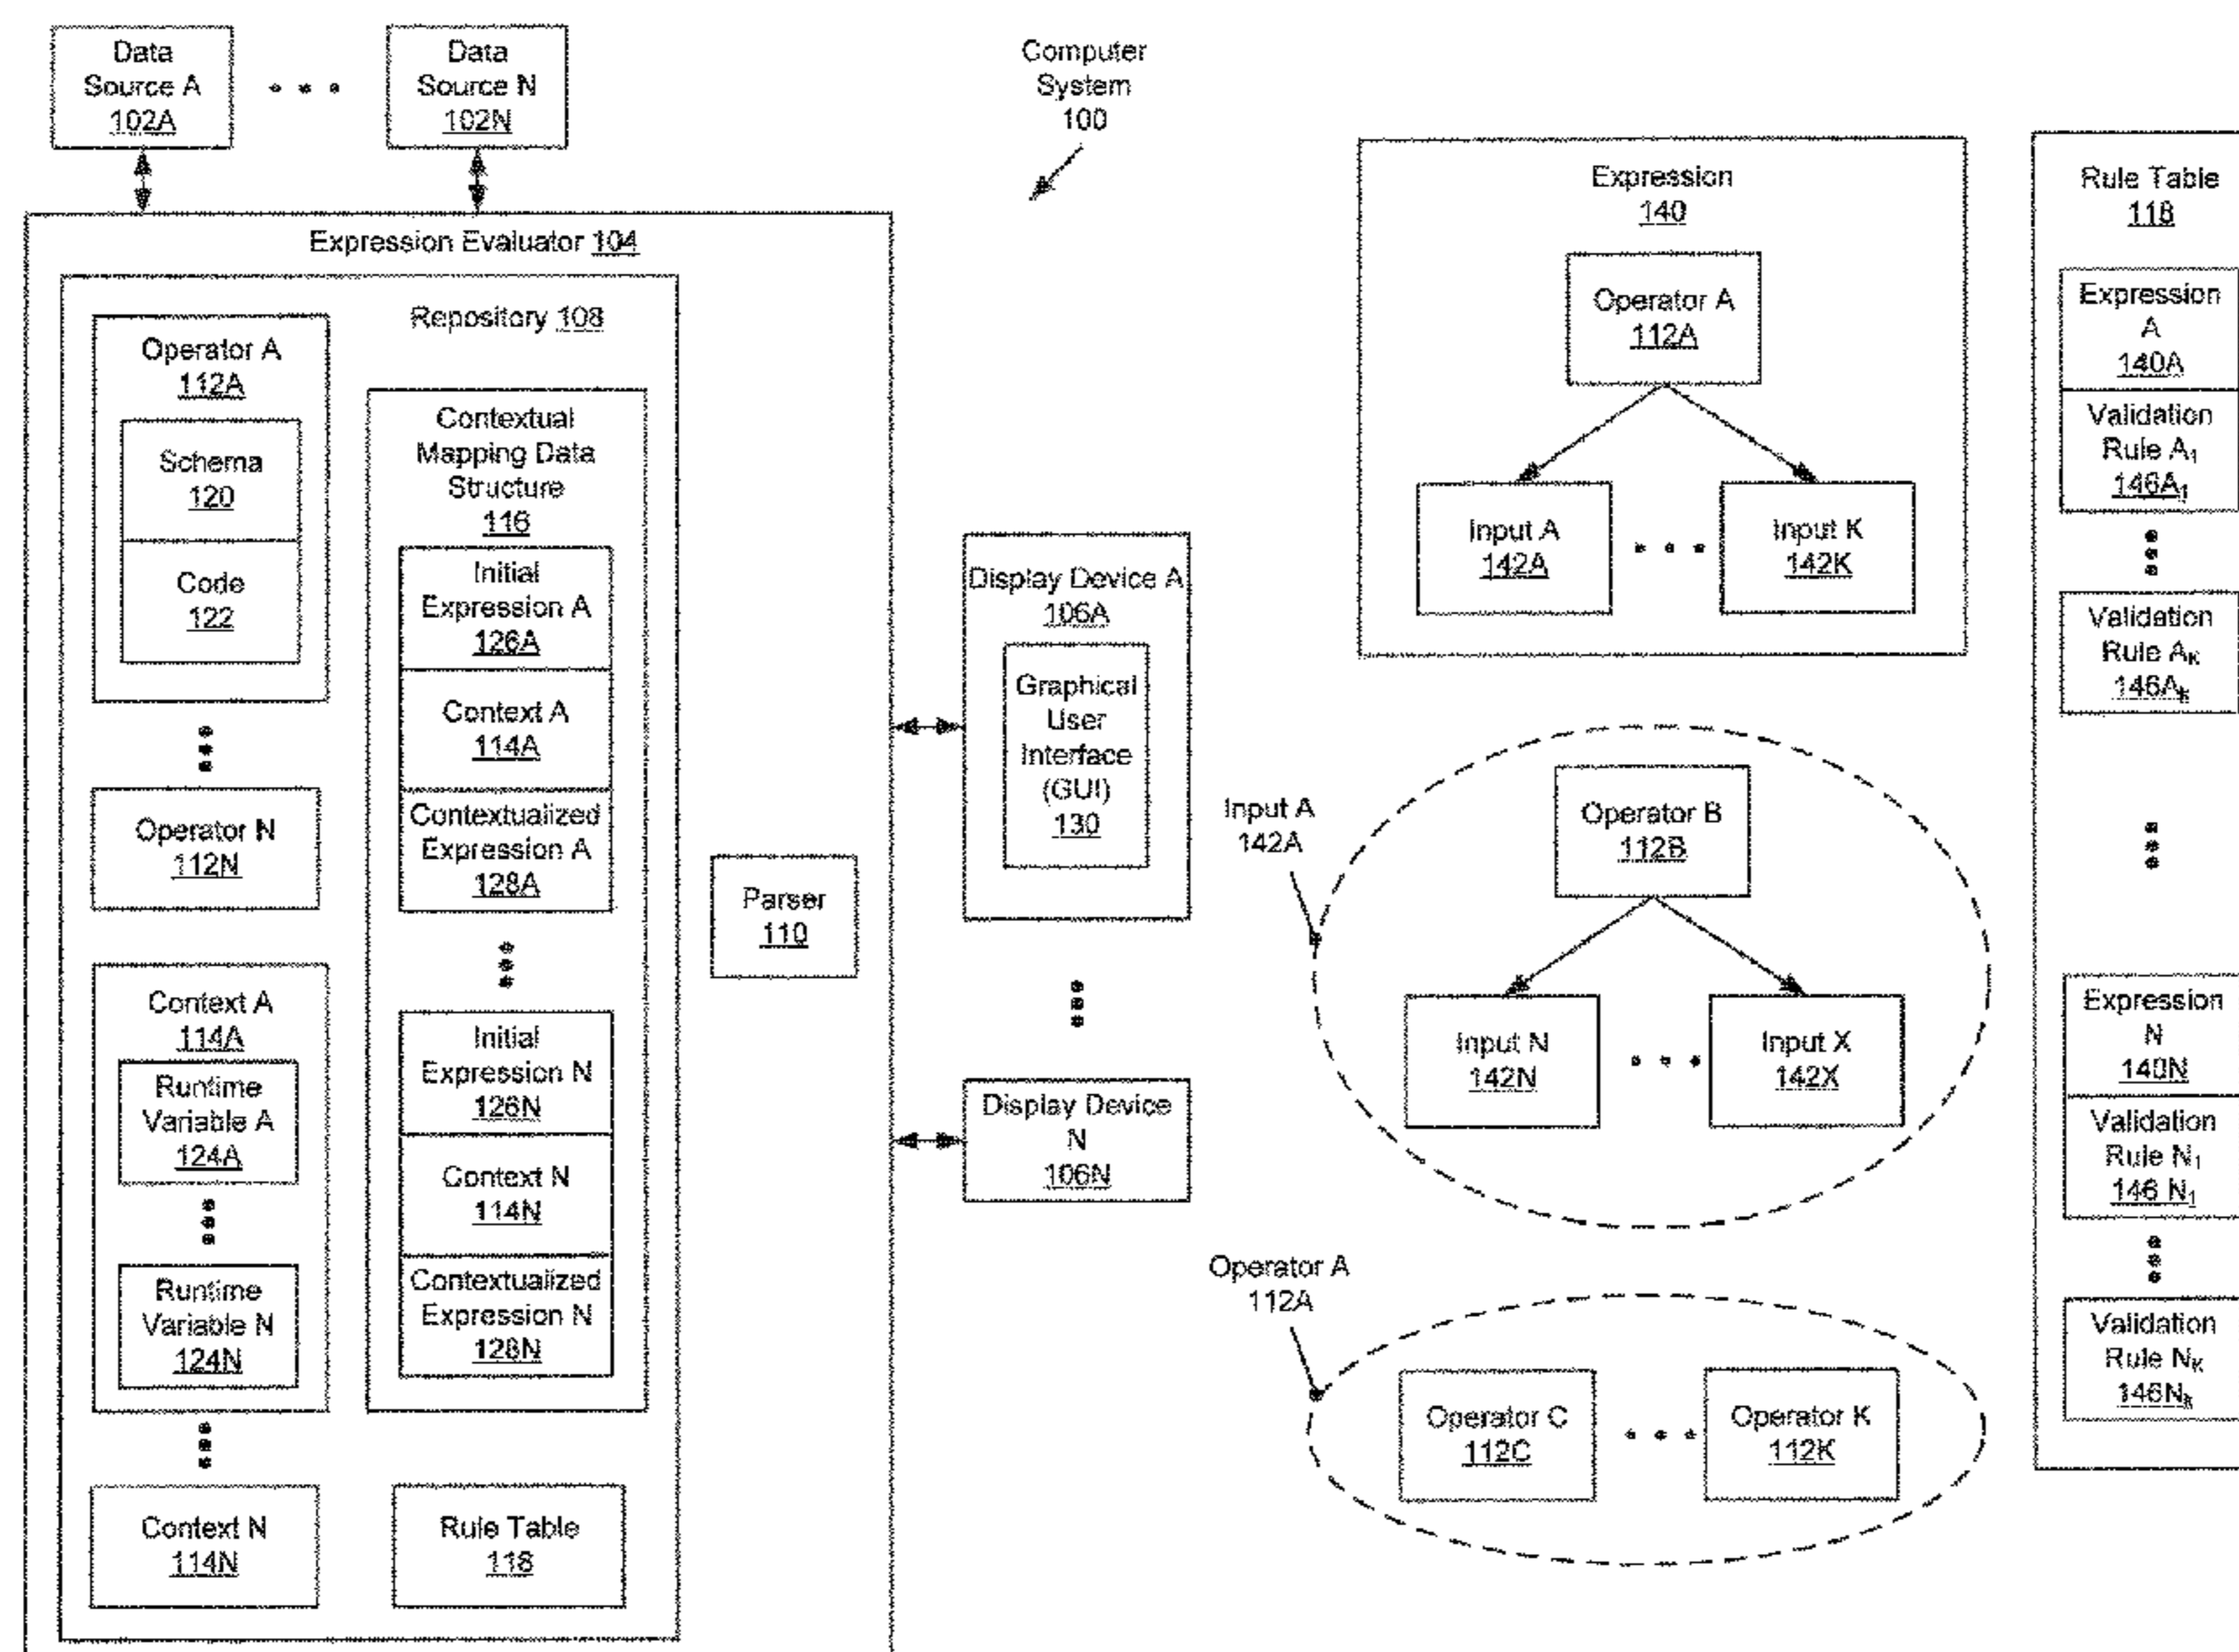 Data
Source A
102A
Data
Source N
102N
Computer
System
100
Expression Evaluator 104
Repository 108
Operator A
112A
Schema
120
Code
122
Operator N
112N
Context A
114A
Runtime
Variable A
124A
Runtime
Variable N
124N
Context N
114N
Contextual
Mapping Data
Structure
116
Initial
Expression A
126A
Context A
114A
Contextualized
Expression A
128A
Initial
Expression N
126N
Context N
114N
Contextualized
Expression N
128N
Rule Table
118
Parser
110
Display Device A
106A
Graphical
User
Interface
(GUI)
130
Display Device
N
106N
Expression
140
Operator A
112A
Input A
142A
Input K
142K
Input A
142A
Operator B
112B
Input N
142N
Input X
142X
Operator A
112A
Operator C
112C
Operator K
112K
Rule Table
118
Expression
A
140A
Validation
Rule A₁
146A₁
Validation
Rule Aₖ
146Aₖ
Expression
N
140N
Validation
Rule N₁
146 N₁
Validation
Rule Nₖ
146Nₖ